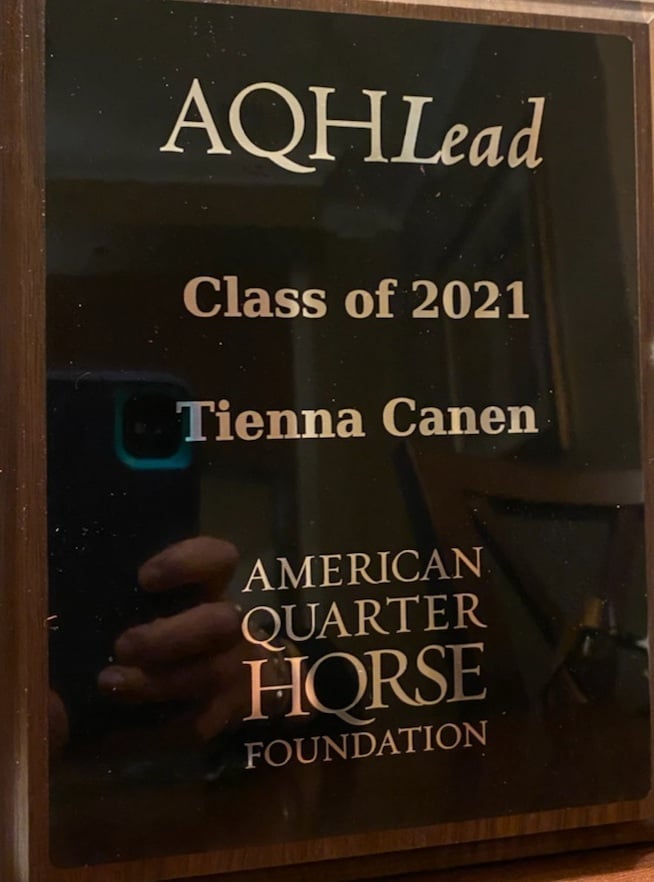 AQHLead
Class of 2021
Tienna Canen
AMERICAN
QUARTER
HORSE
FOUNDATION